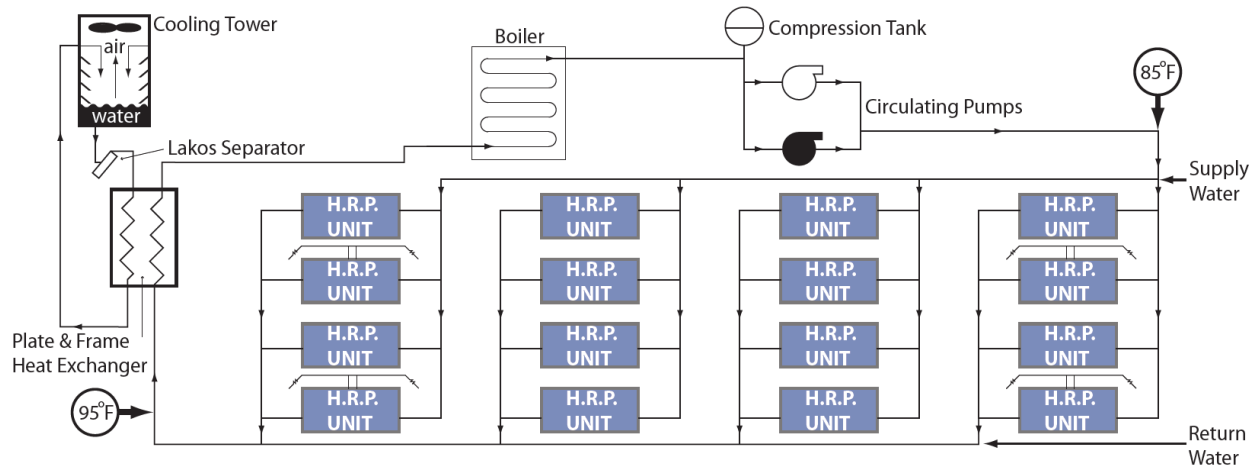 Cooling Tower
air
water
Lakos Separator
Boiler
Compression Tank
Circulating Pumps
85°F
Supply
Water
H.R.P.
UNIT
H.R.P.
UNIT
H.R.P.
UNIT
H.R.P.
UNIT
H.R.P.
UNIT
H.R.P.
UNIT
H.R.P.
UNIT
H.R.P.
UNIT
H.R.P.
UNIT
H.R.P.
UNIT
H.R.P.
UNIT
H.R.P.
UNIT
H.R.P.
UNIT
H.R.P.
UNIT
H.R.P.
UNIT
H.R.P.
UNIT
Plate & Frame
Heat Exchanger
95°F
Return
Water